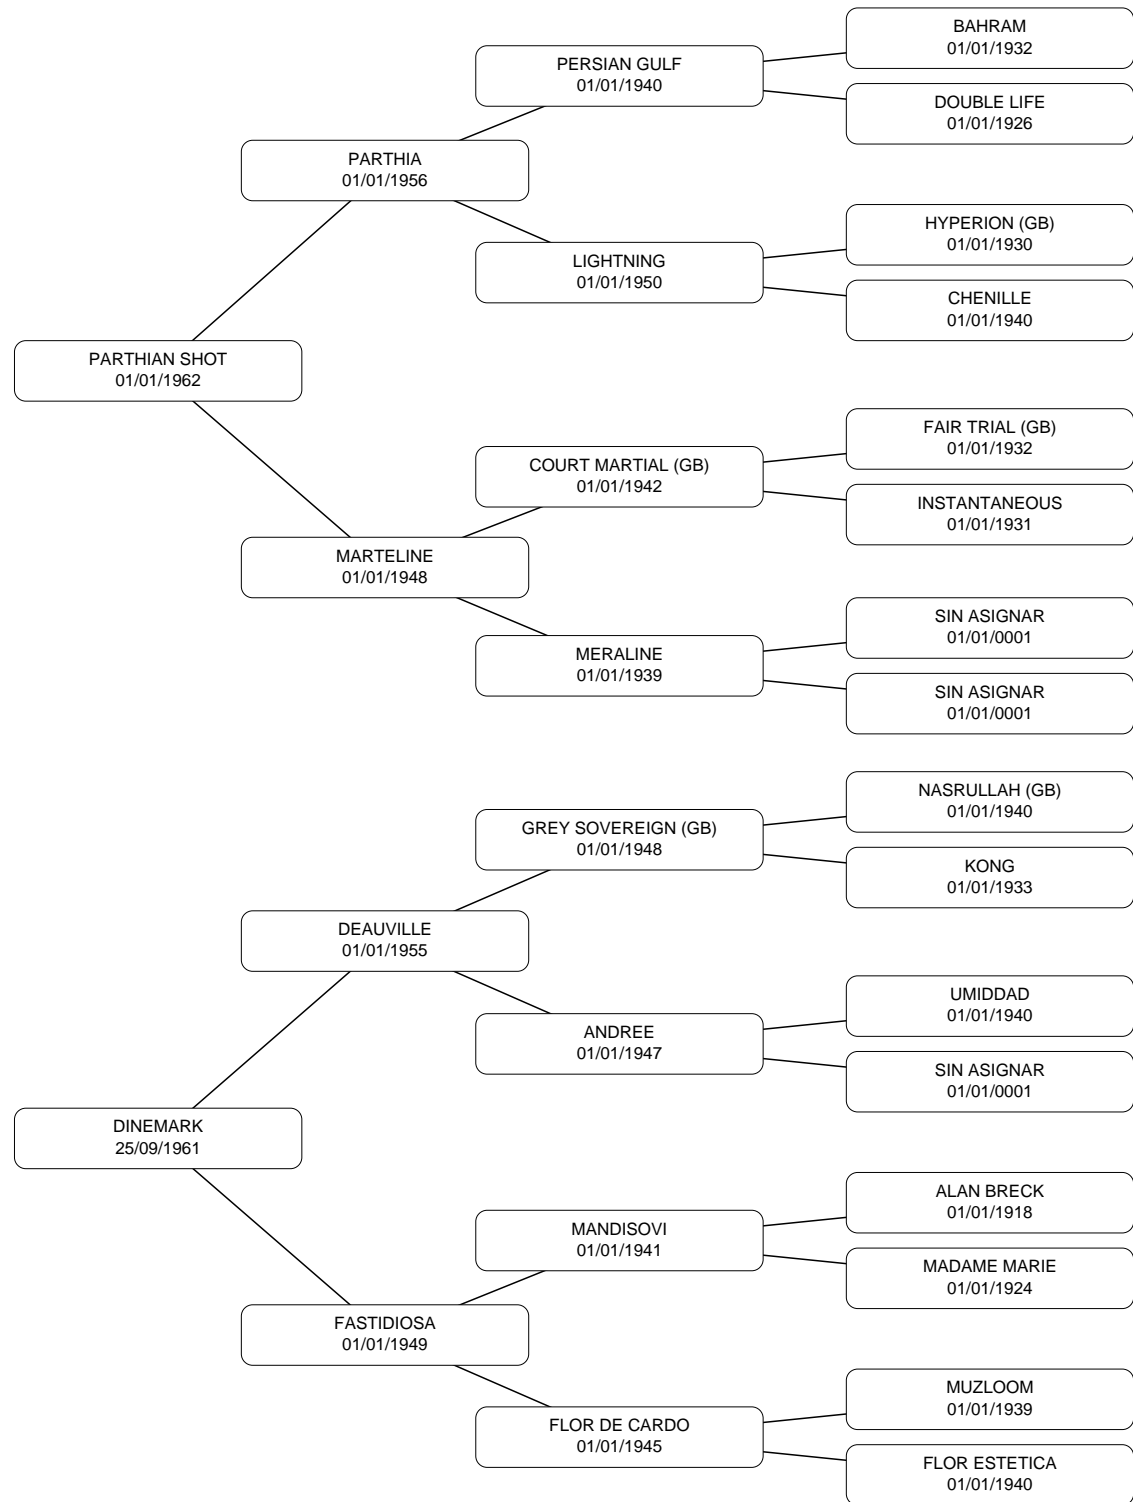 BAHRAM
01/01/1932
PERSIAN GULF
01/01/1940
DOUBLE LIFE
01/01/1926
PARTHIA
01/01/1956
HYPERION (GB)
01/01/1930
LIGHTNING
01/01/1950
CHENILLE
01/01/1940
PARTHIAN SHOT
01/01/1962
FAIR TRIAL (GB)
01/01/1932
COURT MARTIAL (GB)
01/01/1942
INSTANTANEOUS
01/01/1931
MARTELINE
01/01/1948
SIN ASIGNAR
01/01/0001
MERALINE
01/01/1939
SIN ASIGNAR
01/01/0001
NASRULLAH (GB)
01/01/1940
GREY SOVEREIGN (GB)
01/01/1948
KONG
01/01/1933
DEAUVILLE
01/01/1955
UMIDDAD
01/01/1940
ANDREE
01/01/1947
SIN ASIGNAR
01/01/0001
DINEMARK
25/09/1961
ALAN BRECK
01/01/1918
MANDISOVI
01/01/1941
MADAME MARIE
01/01/1924
FASTIDIOSA
01/01/1949
MUZLOOM
01/01/1939
FLOR DE CARDO
01/01/1945
FLOR ESTETICA
01/01/1940